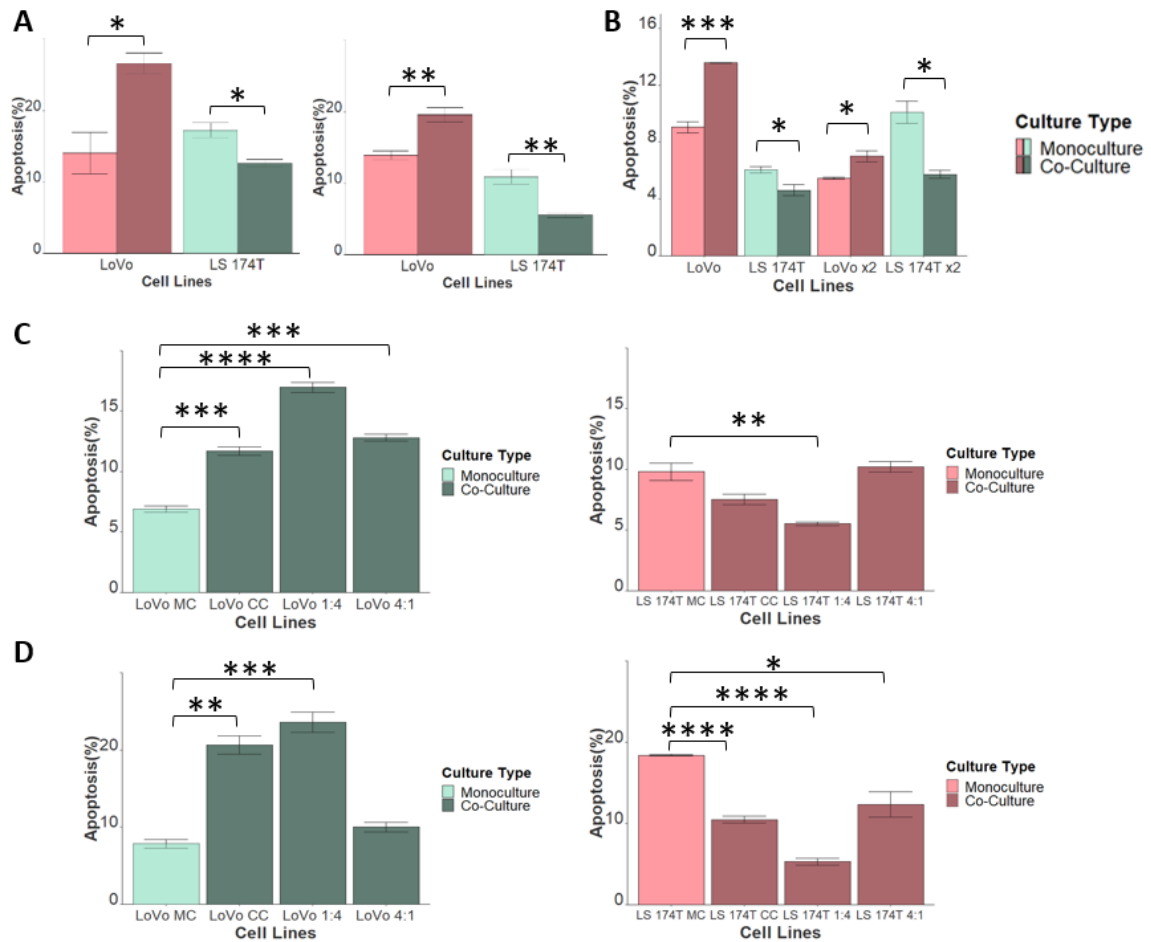 A
B
*
*
Apoptosis(%)
20
10
0
LoVo
LS 174T
Cell Lines
**
**
Apoptosis(%)
20
10
0
LoVo
LS 174T
Cell Lines
***
*
*
*
Apoptosis(%)
16
12
8
4
0
LoVo
LS 174T
LoVo x2
LS 174T x2
Cell Lines
Culture Type
Monoculture
Co-Culture
C
***
****
***
Apoptosis(%)
15
10
5
0
LoVo MC
LoVo CC
LoVo 1:4
LoVo 4:1
Cell Lines
Culture Type
Monoculture
Co-Culture
**
Apoptosis(%)
15
10
5
0
LS 174T MC
LS 174T CC
LS 174T 1:4
LS 174T 4:1
Cell Lines
Culture Type
Monoculture
Co-Culture
D
***
**
Apoptosis(%)
20
10
0
LoVo MC
LoVo CC
LoVo 1:4
LoVo 4:1
Cell Lines
Culture Type
Monoculture
Co-Culture
*
****
****
Apoptosis(%)
20
10
0
LS 174T MC
LS 174T CC
LS 174T 1:4
LS 174T 4:1
Cell Lines
Culture Type
Monoculture
Co-Culture